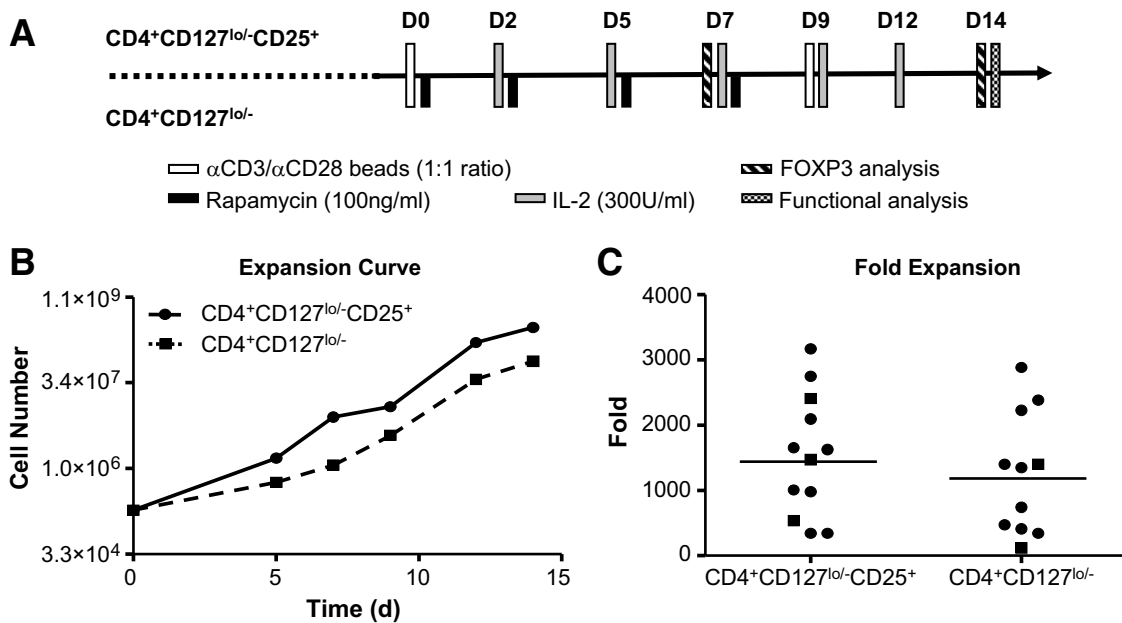 A
D0 D2 D5 D7 D9 D12 D14
CD4⁺CD127ˡᵒ/⁻CD25⁺
CD4⁺CD127ˡᵒ/⁻
αCD3/αCD28 beads (1:1 ratio)
FOXP3 analysis
Rapamycin (100ng/ml)
IL-2 (300U/ml)
Functional analysis
B
Expansion Curve
CD4⁺CD127ˡᵒ/⁻CD25⁺
CD4⁺CD127ˡᵒ/⁻
Cell Number
1.1×10⁹
3.4×10⁷
1.0×10⁶
3.3×10⁴
0 5 10 15
Time (d)
C
Fold Expansion
Fold
4000
3000
2000
1000
0
CD4⁺CD127ˡᵒ/⁻CD25⁺ CD4⁺CD127ˡᵒ/⁻